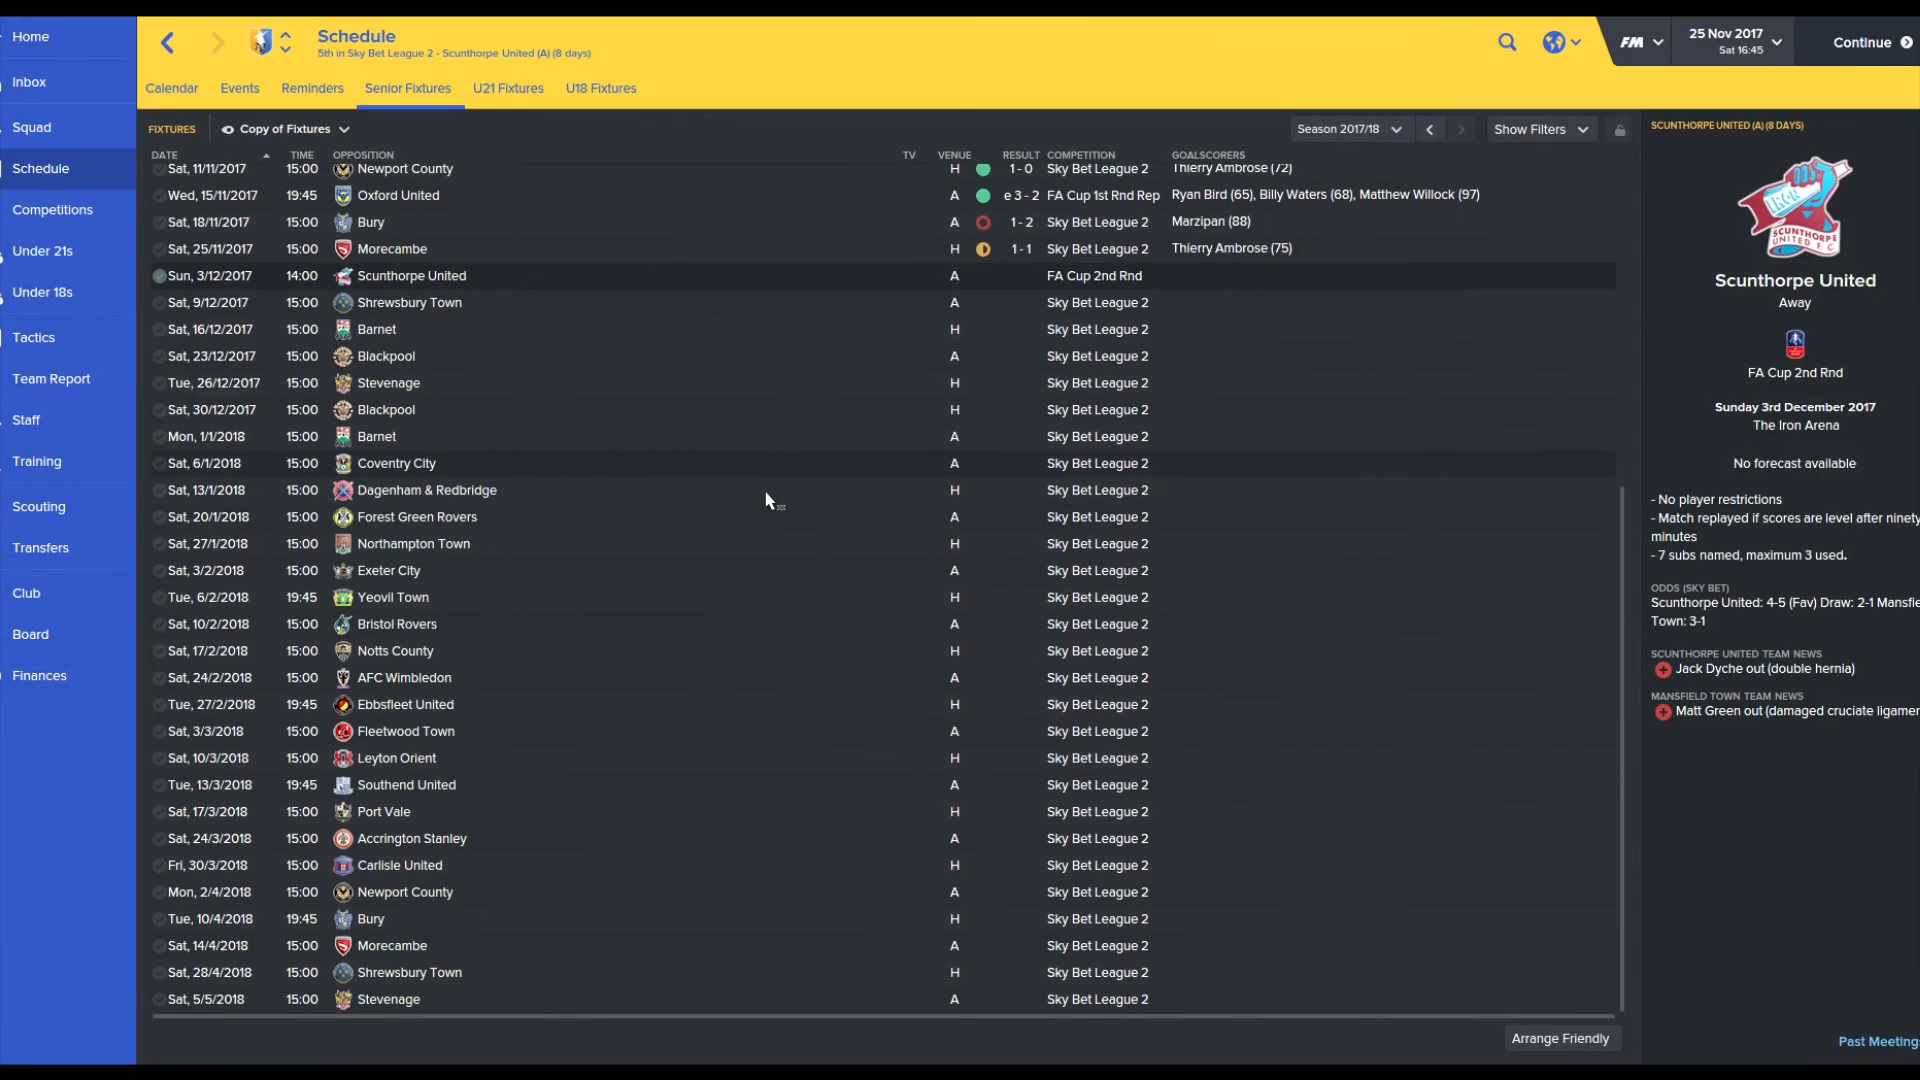 Home
Inbox
Squad
Schedule
Competitions
Under 21s
Under 18s
Tactics
Team Report
Staff
Training
Scouting
Transfers
Club
Board
Finances
Schedule
5th in Sky Bet League 2 - Scunthorpe United (A) (8 days)
FM
25 Nov 2017
Sat 16:45
Continue
Calendar Events Reminders Senior Fixtures U21 Fixtures U18 Fixtures
FIXTURES Copy of Fixtures Season 2017/18 Show Filters
DATE TIME OPPOSITION TV VENUE RESULT COMPETITION GOALSCORERS
Sat, 11/11/2017 15:00 Newport County H 1 - 0 Sky Bet League 2 Thierry Ambrose (72)
Wed, 15/11/2017 19:45 Oxford United A e 3 - 2 FA Cup 1st Rnd Rep Ryan Bird (65), Billy Waters (68), Matthew Willock (97)
Sat, 18/11/2017 15:00 Bury A 1 - 2 Sky Bet League 2 Marzipan (88)
Sat, 25/11/2017 15:00 Morecambe H 1 - 1 Sky Bet League 2 Thierry Ambrose (75)
Sun, 3/12/2017 14:00 Scunthorpe United A FA Cup 2nd Rnd
Sat, 9/12/2017 15:00 Shrewsbury Town A Sky Bet League 2
Sat, 16/12/2017 15:00 Barnet H Sky Bet League 2
Sat, 23/12/2017 15:00 Blackpool A Sky Bet League 2
Tue, 26/12/2017 15:00 Stevenage H Sky Bet League 2
Sat, 30/12/2017 15:00 Blackpool H Sky Bet League 2
Mon, 1/1/2018 15:00 Barnet A Sky Bet League 2
Sat, 6/1/2018 15:00 Coventry City A Sky Bet League 2
Sat, 13/1/2018 15:00 Dagenham & Redbridge H Sky Bet League 2
Sat, 20/1/2018 15:00 Forest Green Rovers A Sky Bet League 2
Sat, 27/1/2018 15:00 Northampton Town H Sky Bet League 2
Sat, 3/2/2018 15:00 Exeter City A Sky Bet League 2
Tue, 6/2/2018 19:45 Yeovil Town H Sky Bet League 2
Sat, 10/2/2018 15:00 Bristol Rovers A Sky Bet League 2
Sat, 17/2/2018 15:00 Notts County H Sky Bet League 2
Sat, 24/2/2018 15:00 AFC Wimbledon A Sky Bet League 2
Tue, 27/2/2018 19:45 Ebbsfleet United H Sky Bet League 2
Sat, 3/3/2018 15:00 Fleetwood Town A Sky Bet League 2
Sat, 10/3/2018 15:00 Leyton Orient H Sky Bet League 2
Tue, 13/3/2018 19:45 Southend United A Sky Bet League 2
Sat, 17/3/2018 15:00 Port Vale H Sky Bet League 2
Sat, 24/3/2018 15:00 Accrington Stanley A Sky Bet League 2
Fri, 30/3/2018 15:00 Carlisle United H Sky Bet League 2
Mon, 2/4/2018 15:00 Newport County A Sky Bet League 2
Tue, 10/4/2018 19:45 Bury H Sky Bet League 2
Sat, 14/4/2018 15:00 Morecambe A Sky Bet League 2
Sat, 28/4/2018 15:00 Shrewsbury Town H Sky Bet League 2
Sat, 5/5/2018 15:00 Stevenage A Sky Bet League 2
Arrange Friendly
SCUNTHORPE UNITED (A) (8 DAYS)
SCUNTHORPE
UNITED F.C
Scunthorpe United
Away
FA Cup 2nd Rnd
Sunday 3rd December 2017
The Iron Arena
No forecast available
- No player restrictions
- Match replayed if scores are level after ninety
minutes
- 7 subs named, maximum 3 used.
ODDS (SKY BET)
Scunthorpe United: 4-5 (Fav) Draw: 2-1 Mansfie
Town: 3-1
SCUNTHORPE UNITED TEAM NEWS
Jack Dyche out (double hernia)
MANSFIELD TOWN TEAM NEWS
Matt Green out (damaged cruciate ligamen
Past Meetings